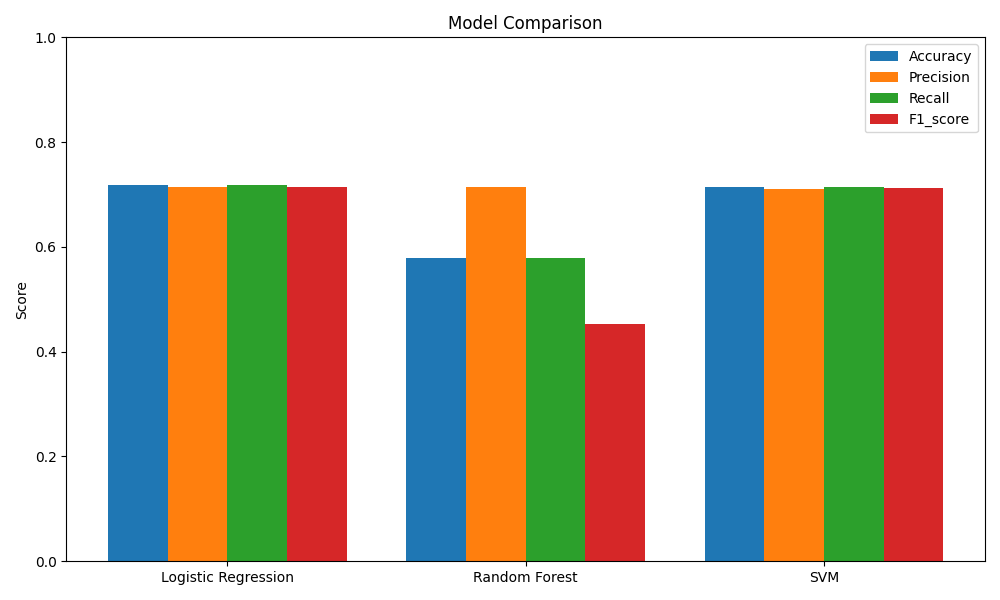 Model Comparison
1.0
0.8
0.6
0.4
0.2
0.0
Score
Accuracy
Precision
Recall
F1_score
Logistic Regression
Random Forest
SVM